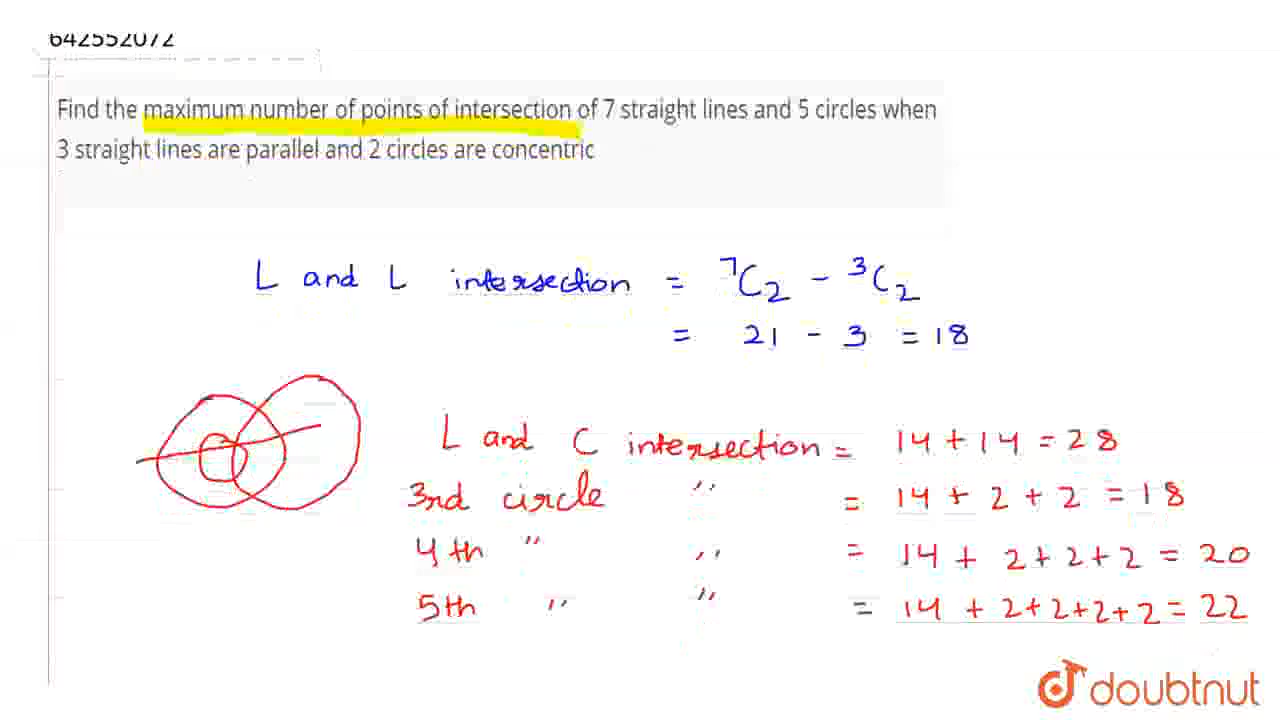 642552072
Find the maximum number of points of intersection of 7 straight lines and 5 circles when
3 straight lines are parallel and 2 circles are concentric
L and L intersection = ⁷C₂ - ³C₂
= 21 - 3 = 18
L and C intersection = 14 + 14 = 28
3rd circle " = 14 + 2 + 2 = 18
4th " " = 14 + 2 + 2 + 2 = 20
5th " " = 14 + 2 + 2 + 2 + 2 = 22
doubtnut